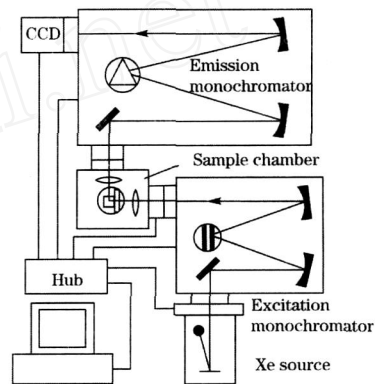 CCD
Emission
monochromator
Sample chamber
Hub
Excitation
monochromator
Xe source